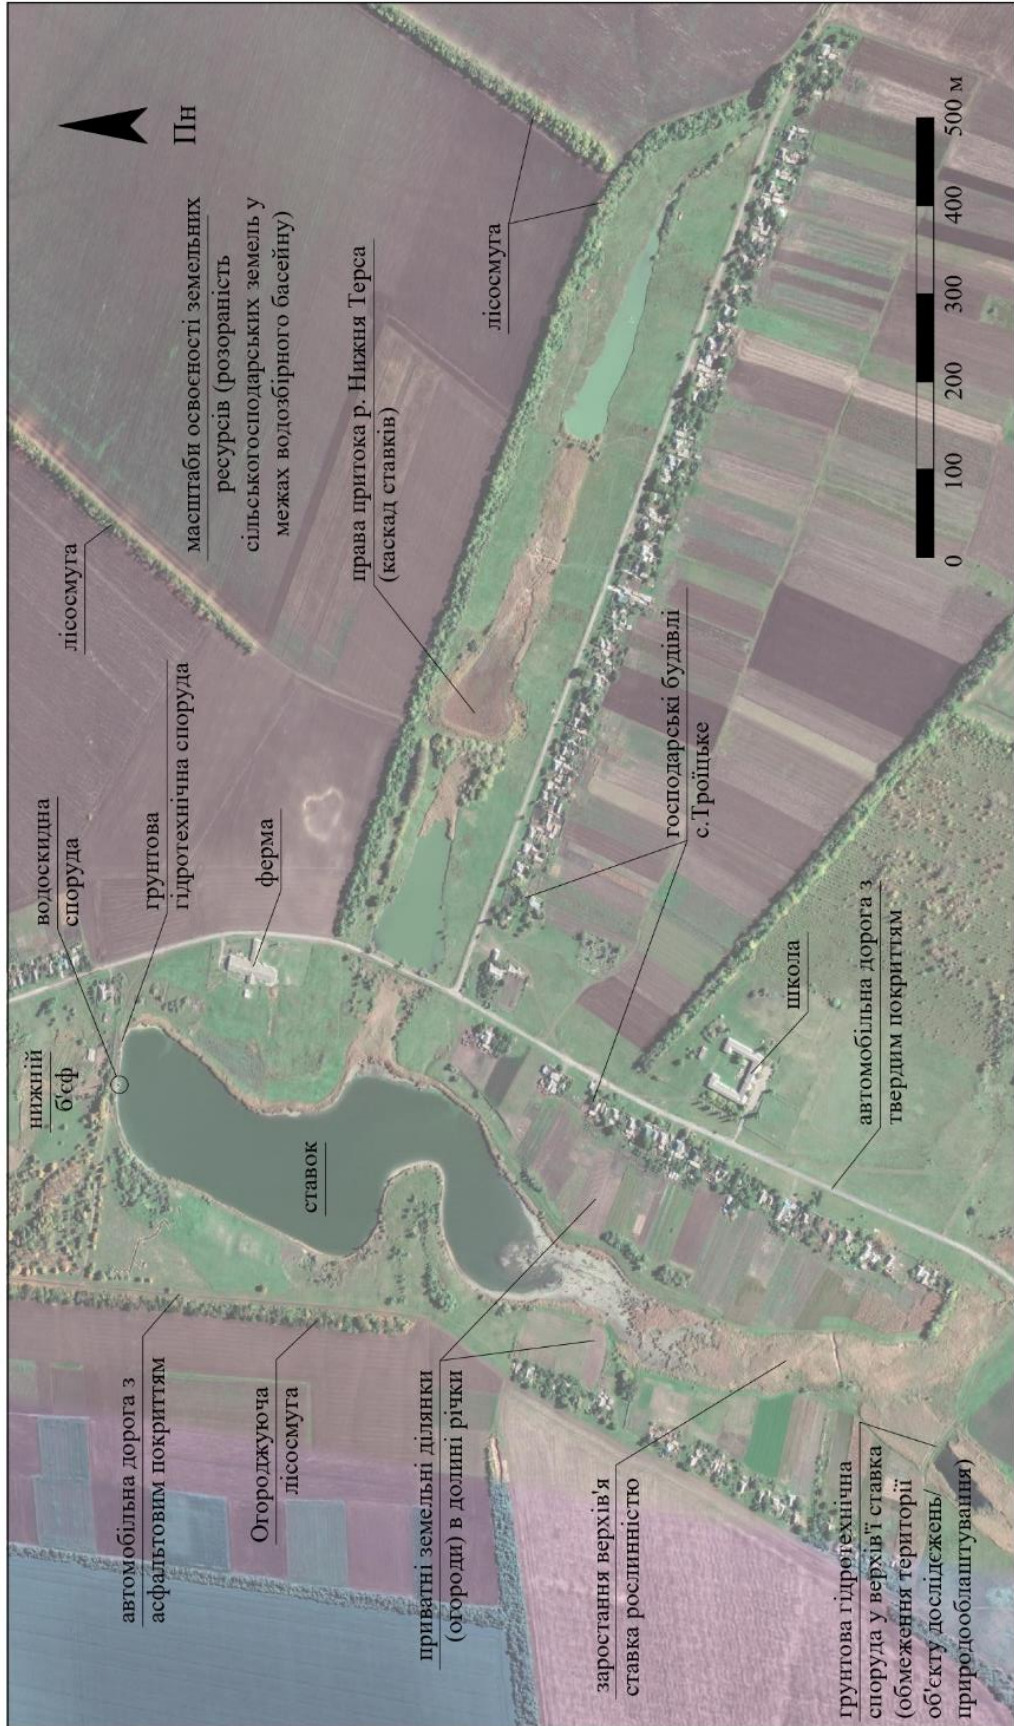 нижній
б'єф
водоскидна
споруда
грунтова
гідротехнічна споруда
лісосмуга
Пн
масштаби освоєності земельних
ресурсів (розораність
сільськогосподарських земель у
межах водозбірного басейну)
ферма
права притока р. Нижня Терса
(каскад ставків)
лісосмуга
автомобільна дорога з
асфальтовим покриттям
Огороджуюча
лісосмуга
ставок
приватні земельні ділянки
(огороди) в долині річки
заростання верхів'я
ставка рослинністю
господарські будівлі
с.Троїцьке
школа
автомобільна дорога з
твердим покриттям
грунтова гідротехнічна
споруда у верхів'ї ставка
(обмеження території
об'єкту досліджень/
природооблаштування)
0 100 200 300 400 500 м